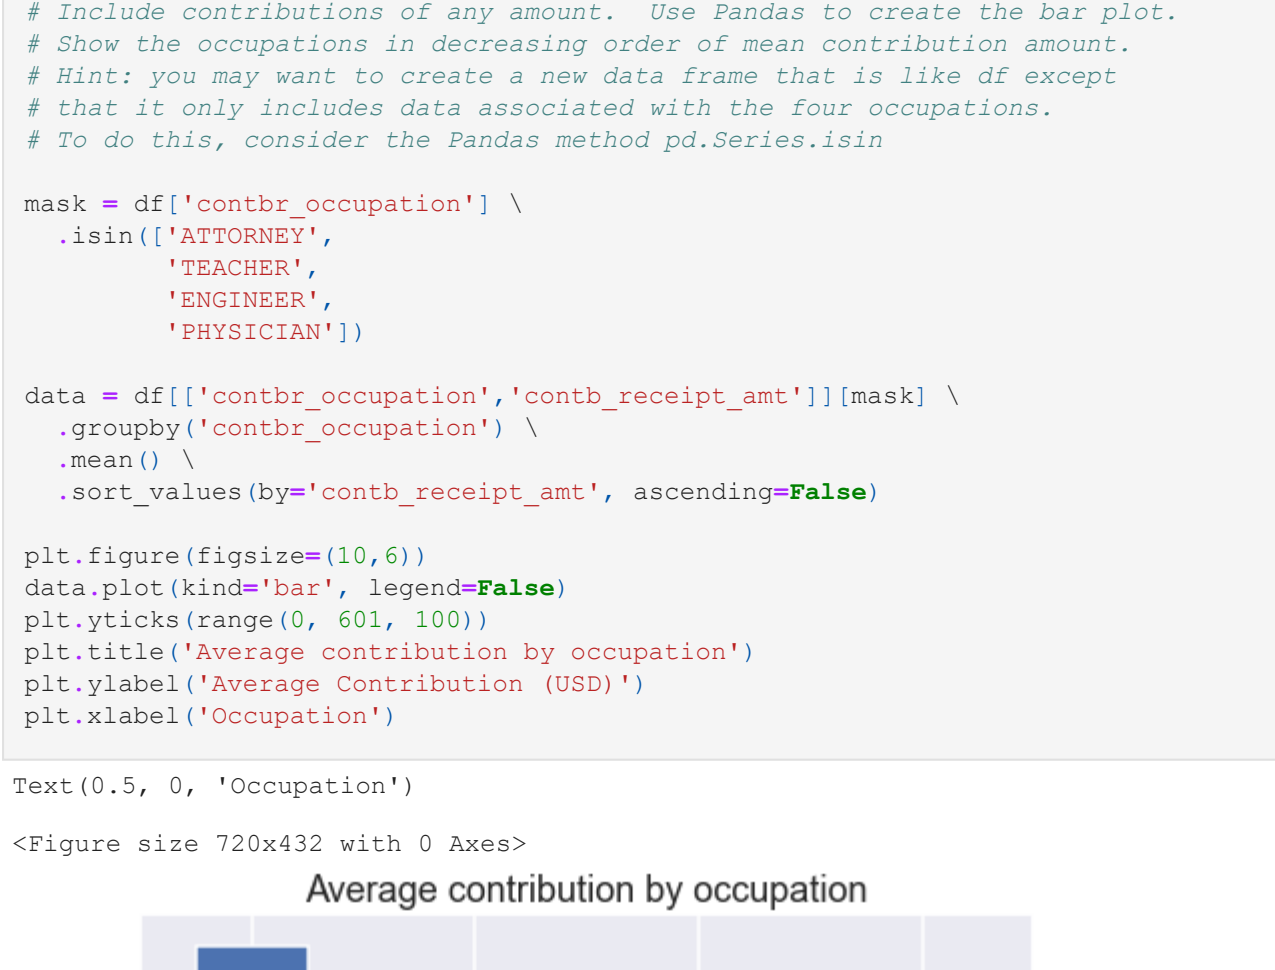 # Include contributions of any amount.  Use Pandas to create the bar plot.
# Show the occupations in decreasing order of mean contribution amount.
# Hint: you may want to create a new data frame that is like df except
# that it only includes data associated with the four occupations.
# To do this, consider the Pandas method pd.Series.isin

mask = df['contbr_occupation'] \
  .isin(['ATTORNEY',
         'TEACHER',
         'ENGINEER',
         'PHYSICIAN'])

data = df[['contbr_occupation','contb_receipt_amt']][mask] \
  .groupby('contbr_occupation') \
  .mean() \
  .sort_values(by='contb_receipt_amt', ascending=False)

plt.figure(figsize=(10,6))
data.plot(kind='bar', legend=False)
plt.yticks(range(0, 601, 100))
plt.title('Average contribution by occupation')
plt.ylabel('Average Contribution (USD)')
plt.xlabel('Occupation')

Text(0.5, 0, 'Occupation')

<Figure size 720x432 with 0 Axes>
Average contribution by occupation